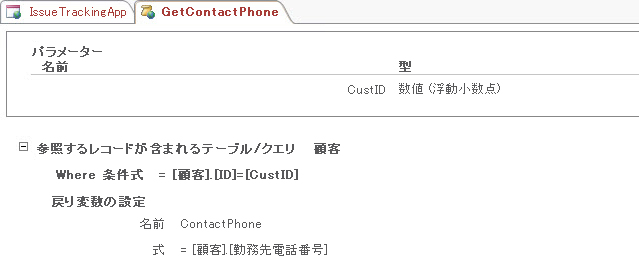 IssueTrackingApp GetContactPhone
パラメーター
名前 型
CustID 数値 (浮動小数点)
参照するレコードが含まれるテーブル/クエリ 顧客
Where 条件式 = [顧客].[ID]=[CustID]
戻り変数の設定
名前 ContactPhone
式 = [顧客].[勤務先電話番号]